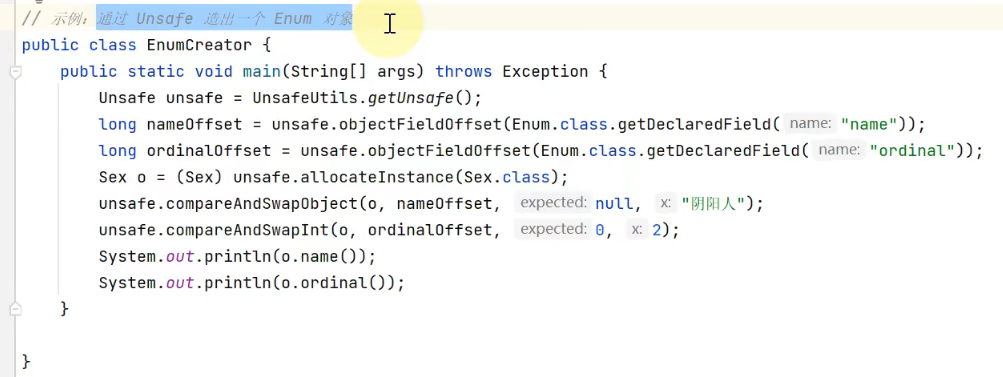 // 示例：通过 Unsafe 造出一个 Enum 对象
public class EnumCreator {
    public static void main(String[] args) throws Exception {
        Unsafe unsafe = UnsafeUtils.getUnsafe();
        long nameOffset = unsafe.objectFieldOffset(Enum.class.getDeclaredField( name: "name"));
        long ordinalOffset = unsafe.objectFieldOffset(Enum.class.getDeclaredField( name: "ordinal"));
        Sex o = (Sex) unsafe.allocateInstance(Sex.class);
        unsafe.compareAndSwapObject(o, nameOffset, expected: null, x: "阴阳人");
        unsafe.compareAndSwapInt(o, ordinalOffset, expected: 0, x: 2);
        System.out.println(o.name());
        System.out.println(o.ordinal());
    }
}